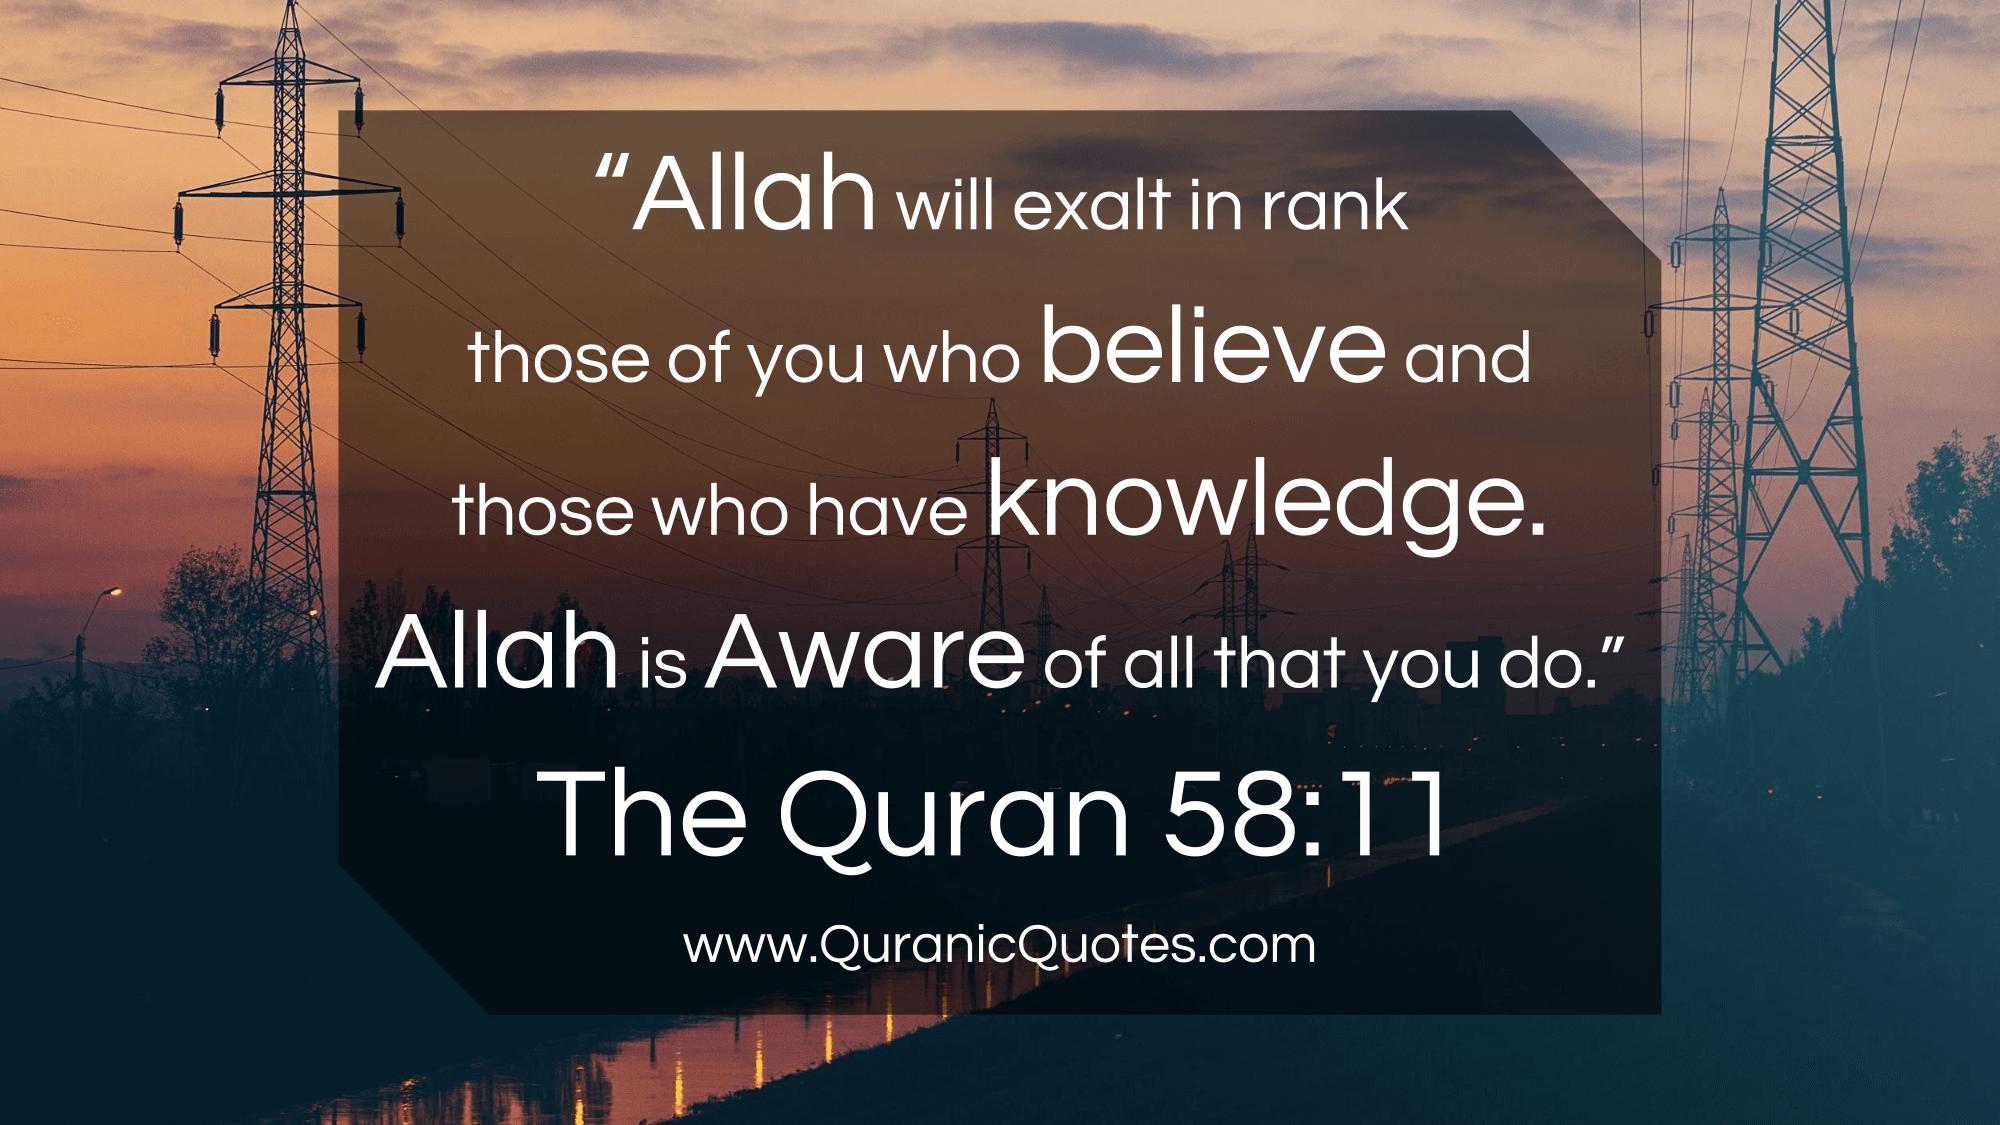 “Allah will exalt in rank
those of you who believe and
those who have knowledge.
Allah is Aware of all that you do.”
The Quran 58:11
www.QuranicQuotes.com